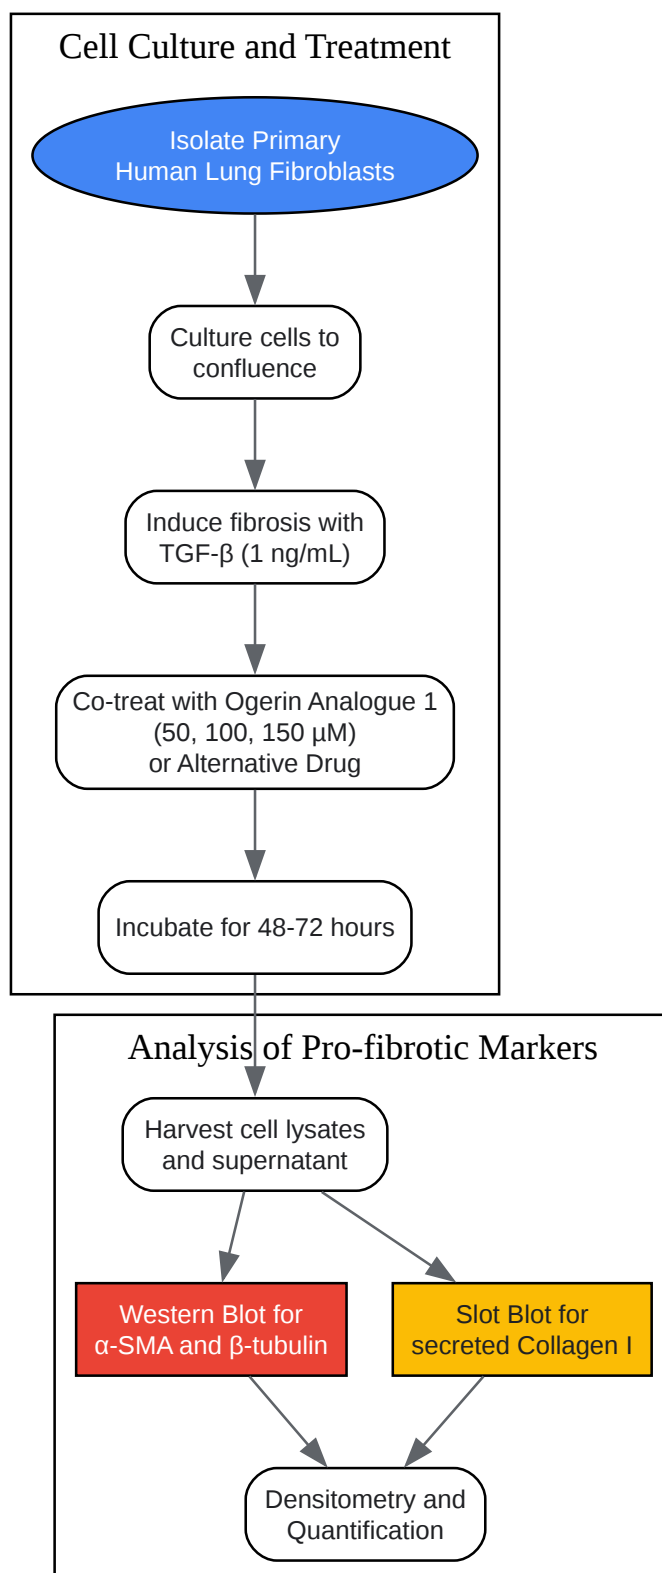 Cell Culture and Treatment
Isolate Primary
Human Lung Fibroblasts
Culture cells to
confluence
Induce fibrosis with
TGF-β (1 ng/mL)
Co-treat with Ogerin Analogue 1
(50, 100, 150 µM)
or Alternative Drug
Incubate for 48-72 hours
Analysis of Pro-fibrotic Markers
Harvest cell lysates
and supernatant
Western Blot for
α-SMA and β-tubulin
Slot Blot for
secreted Collagen I
Densitometry and
Quantification